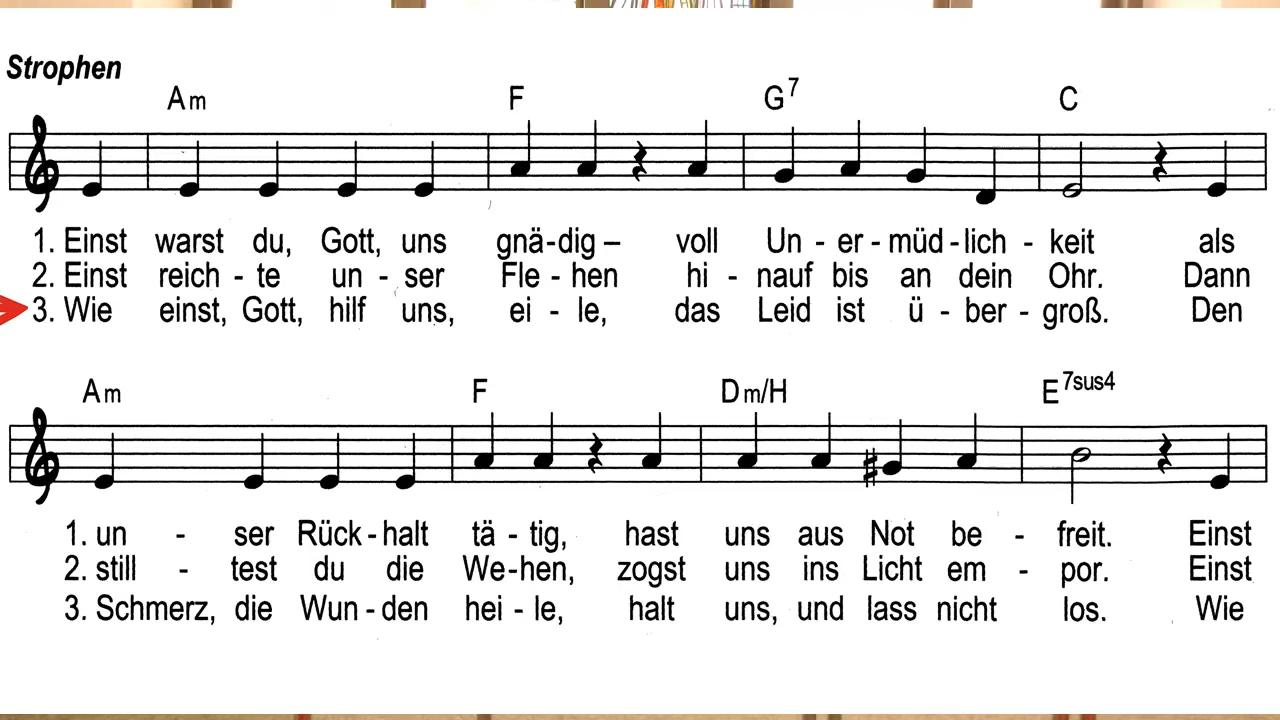 Strophen
Am F G7 C
1. Einst warst du, Gott, uns gnä-dig – voll Un - er - müd - lich - keit als
2. Einst reich - te un - ser Fle - hen hi - nauf bis an dein Ohr. Dann
3. Wie einst, Gott, hilf uns, ei - le, das Leid ist ü - ber - groß. Den
Am F Dm/H E7sus4
1. un - ser Rück - halt tä - tig, hast uns aus Not be - freit. Einst
2. still - test du die We-hen, zogst uns ins Licht em - por. Einst
3. Schmerz, die Wun - den hei - le, halt uns, und lass nicht los. Wie